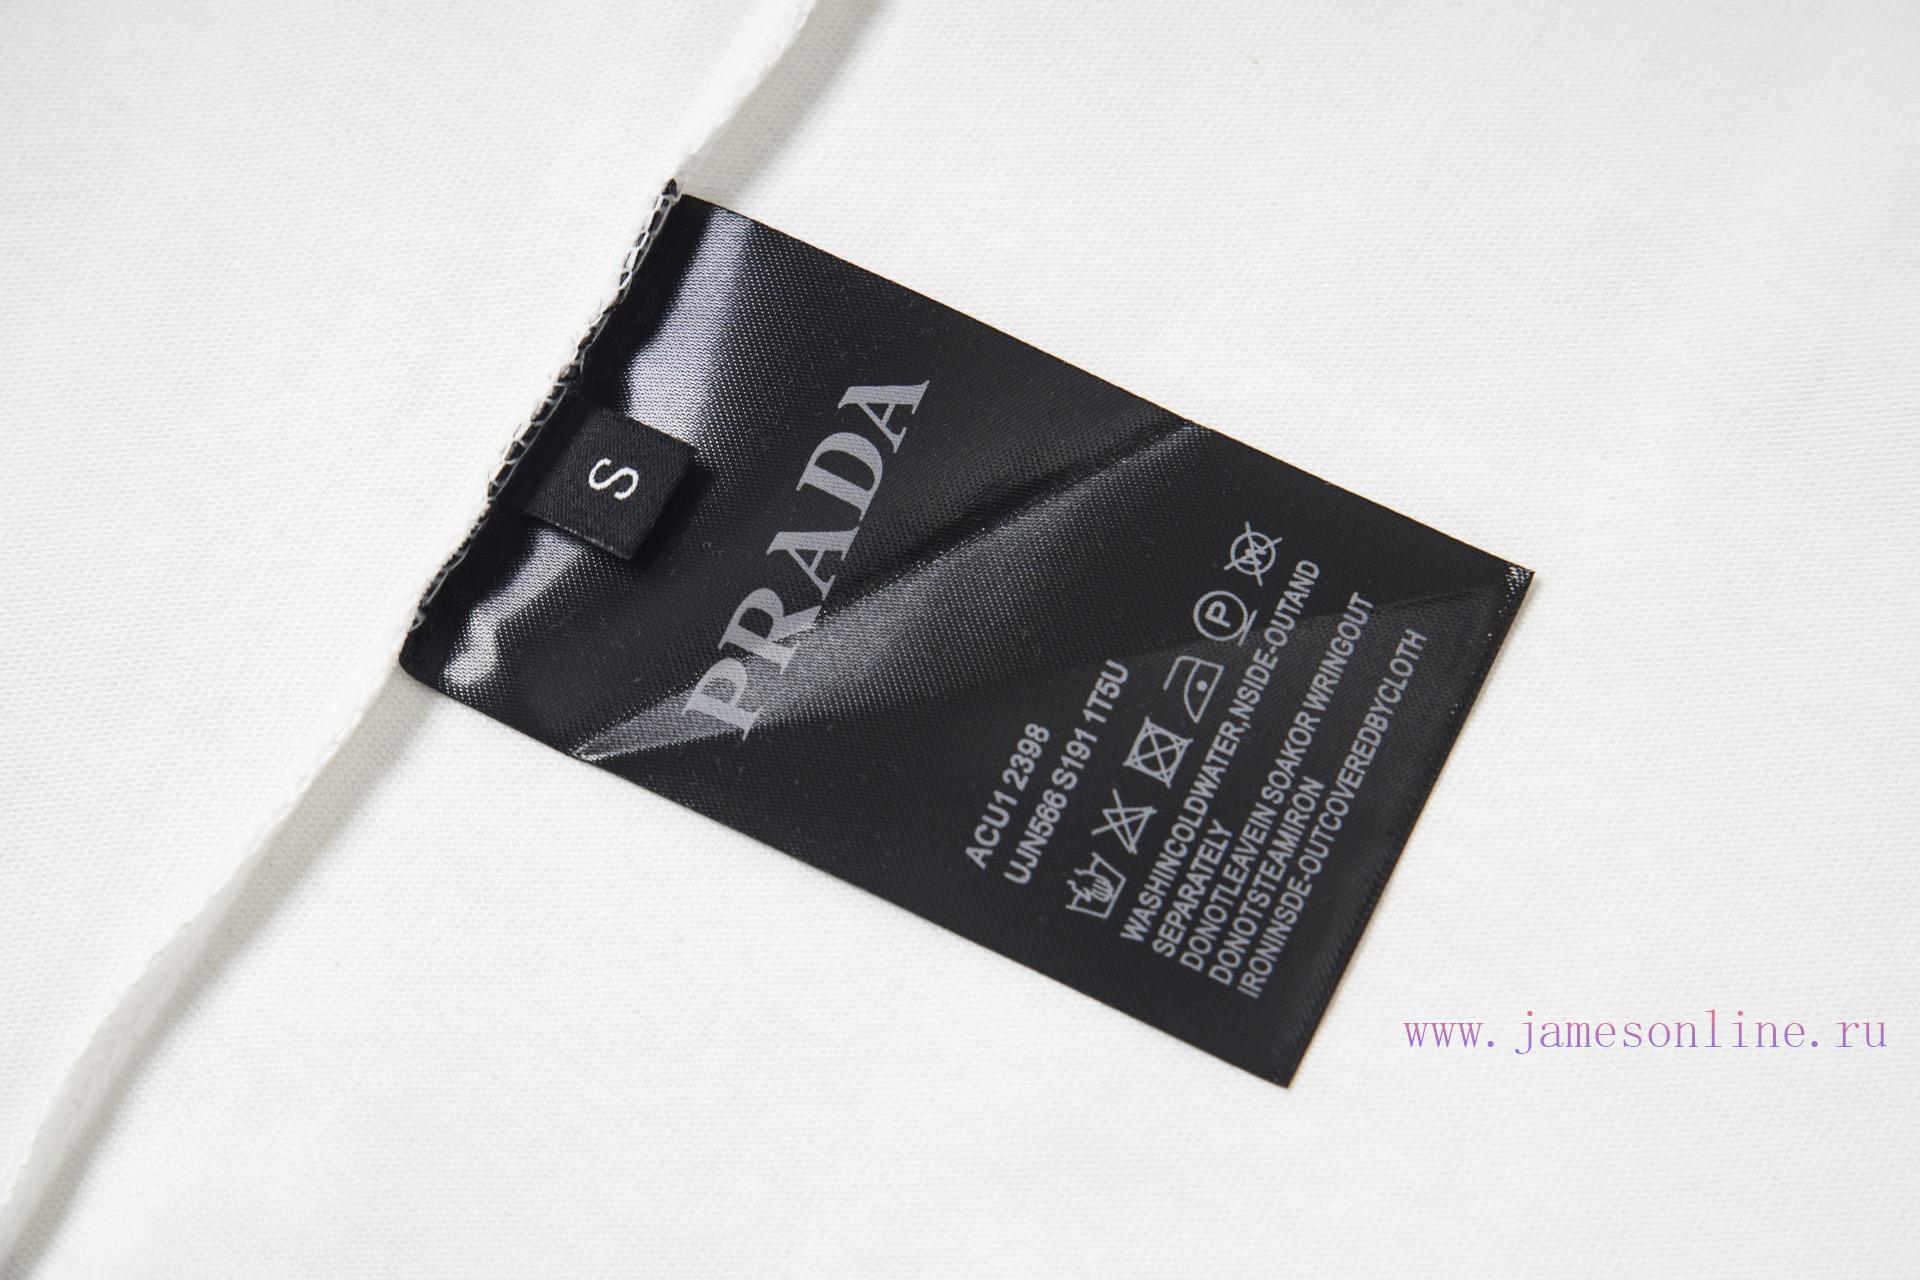 S
PRADA
ACU1 2398
UJN566 S191 1T5U
P
W
WASHINCOLDWATER,NSIDE-OUTAND
SEPARATELY
DONOTLEAVEIN SOAKOR WRINGOUT
DONOTSTEAMIRON
IRONINSDE-OUTCOVEREDBYCLOTH
www.jamesonline.ru